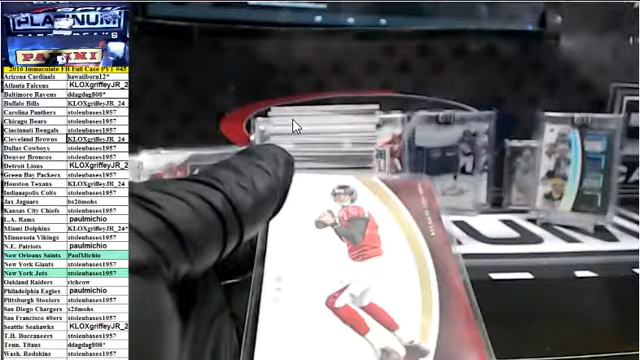 PLATINUM
PANINI
2016 Immaculate FB Full Case PYT #45
Arizona Cardinals hawaiiborn12*
Atlanta Falcons KLOXgriffeyJR_2
Baltimore Ravens ddagdag808*
Buffalo Bills KLOXgriffeyJR_24
Carolina Panthers stolenbases1957
Chicago Bears stolenbases1957
Cincinnati Bengals stolenbases1957
Cleveland Browns KLOXgriffeyJR_24
Dallas Cowboys stolenbases1957
Denver Broncos stolenbases1957
Detroit Lions KLOXgriffeyJR_2
Green Bay Packers stolenbases1957
Houston Texans KLOXgriffeyJR_24
Indianapolis Colts stolenbases1957
Jax Jaguars bs26mohs
Kansas City Chiefs stolenbases1957
L.A. Rams paulmichio
Miami Dolphins KLOXgriffeyJR_24*
Minnesota Vikings stolenbases1957
N.E. Patriots paulmichio
New Orleans Saints PaulMichio
New York Giants stolenbases1957
New York Jets stolenbases1957
Oakland Raiders richcow
Philadelphia Eagles paulmichio
Pittsburgh Steelers stolenbases1957
San Diego Chargers s26mohs
San Francisco 49ers stolenbases1957
Seattle Seahawks KLOXgriffeyJR_2
T.B. Buccaneers stolenbases1957
Tenn. Titans ddagdag808*
Wash. Redskins stolenbases1957